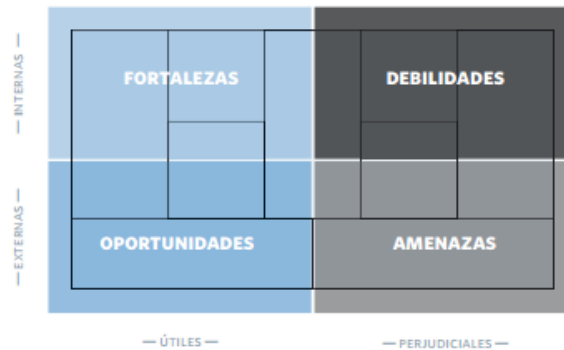 — INTERNAS —
FORTALEZAS
DEBILIDADES
— EXTERNAS —
OPORTUNIDADES
AMENAZAS
— ÚTILES —
— PERJUDICIALES —